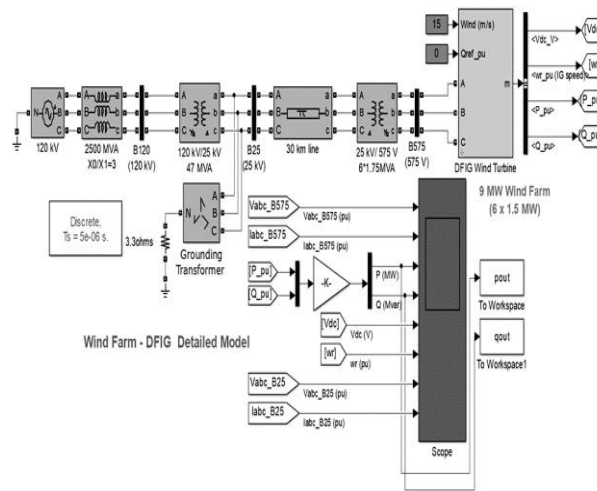 15
Wind (m/s)
0
Qref_pu
<Vdc_V>
[Vdc
<wr_pu (IG speed)>
[wr
<P_pu>
P_pu
<Q_pu>
Q_pu
m
A
B
C
DFIG Wind Turbine
9 MW Wind Farm
(6 x 1.5 MW)
N
A
B
C
120 kV
A a
B b
C c
2500 MVA
X0/X1=3
B120
(120 kV)
A a
B b
C c
120 kV/25 kV
47 MVA
B25
(25 kV)
A a
B b
C c
30 km line
A a
B b
C c
25 kV/ 575 V
6*1.75MVA
B575
(575 V)
Discrete,
Ts = 5e-06 s.
3.3ohms
N
A
B
C
Grounding
Transformer
Vabc_B575
Vabc_B575 (pu)
Iabc_B575
Iabc_B575 (pu)
[P_pu]
[Q_pu]
-K-
P (MW)
Q (Mvar)
[Vdc]
Vdc (V)
[wr]
wr (pu)
Vabc_B25
Vabc_B25 (pu)
Iabc_B25
Iabc_B25 (pu)
Scope
pout
To Workspace
qout
To Workspace1
Wind Farm - DFIG Detailed Model